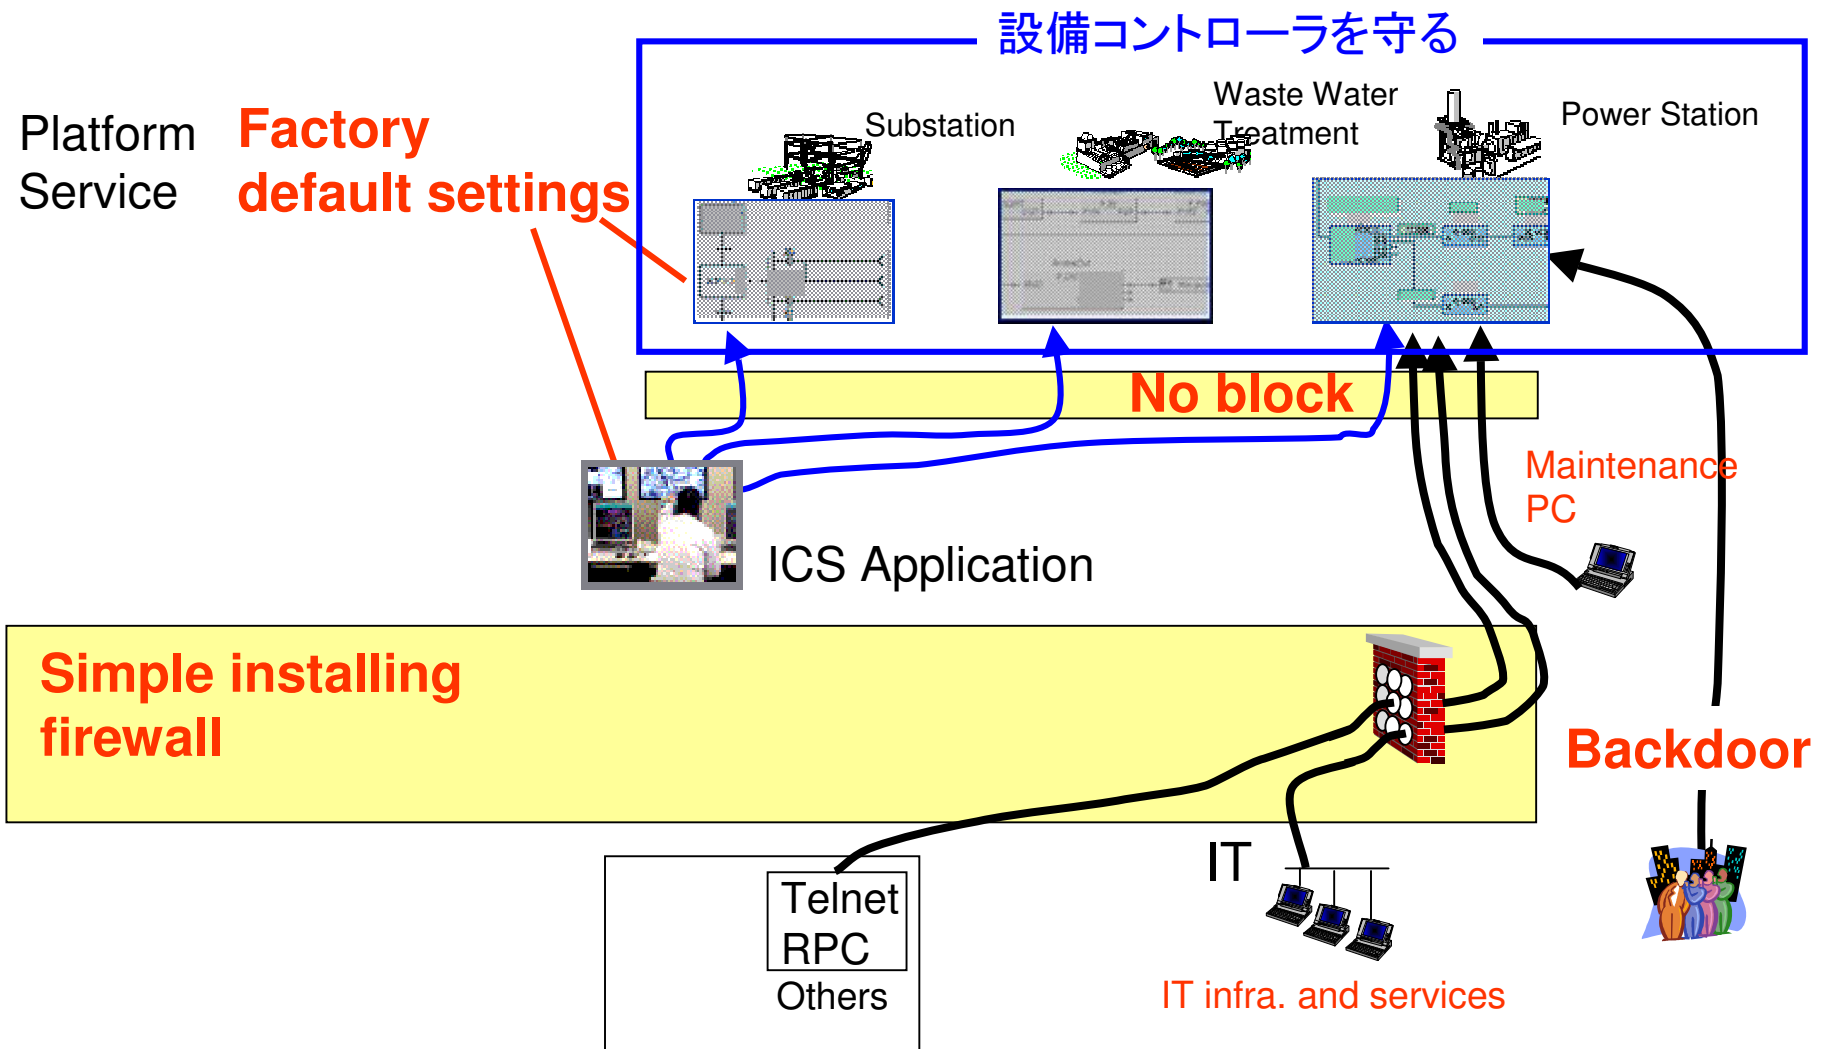 設備コントローラを守る
Platform
Service
Factory
default settings
Substation
Waste Water
Treatment
Power Station
No block
Maintenance
PC
ICS Application
Simple installing
firewall
Backdoor
IT
Telnet
RPC
Others
IT infra. and services